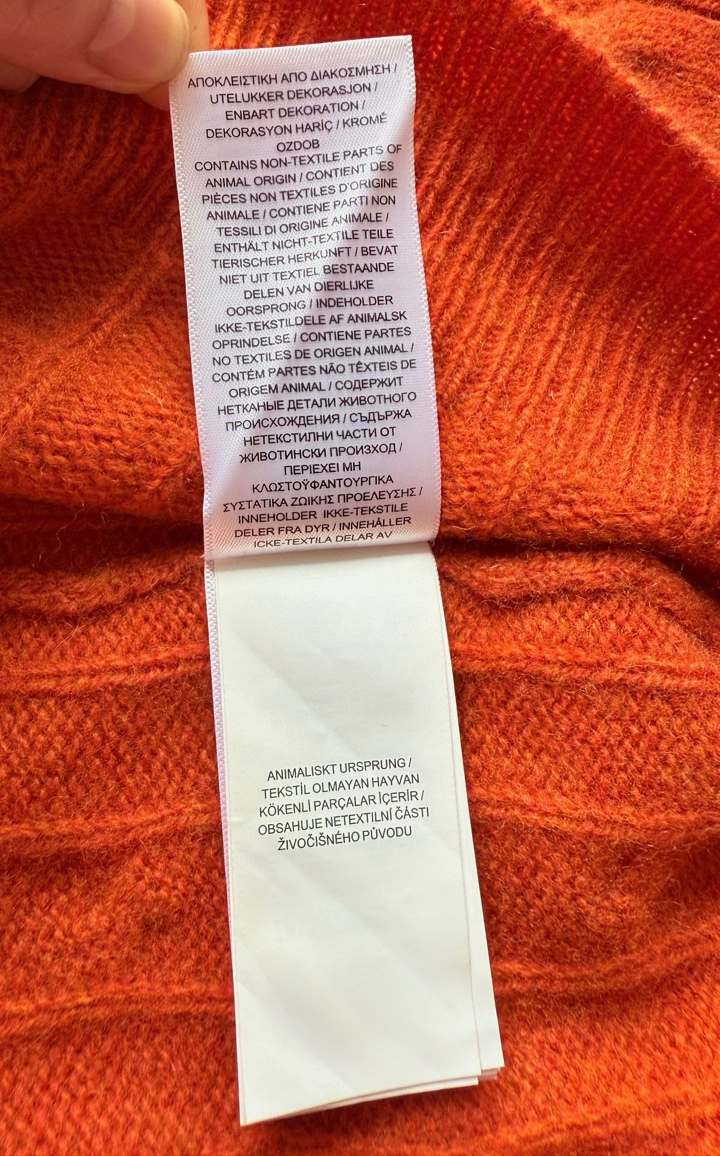 ΑΠΟΚΛΕΙΣΤΙΚΗ ΑΠΟ ΔΙΑΚΟΣΜΗΣΗ /
UTELUKKER DEKORASJON /
ENBART DEKORATION /
DEKORASYON HARİÇ / KROMĚ
OZDOB
CONTAINS NON-TEXTILE PARTS OF
ANIMAL ORIGIN / CONTIENT DES
PIÈCES NON TEXTILES D'ORIGINE
ANIMALE / CONTIENE PARTI NON
TESSILI DI ORIGINE ANIMALE /
ENTHÄLT NICHT-TEXTILE TEILE
TIERISCHER HERKUNFT / BEVAT
NIET UIT TEXTIEL BESTAANDE
DELEN VAN DIERLIJKE
OORSPRONG / INDEHOLDER
IKKE-TEKSTILDELE AF ANIMALSK
OPRINDELSE / CONTIENE PARTES
NO TEXTILES DE ORIGEN ANIMAL /
CONTÉM PARTES NÃO TÊXTEIS DE
ORIGEM ANIMAL / СОДЕРЖИТ
НЕТКАНЫЕ ДЕТАЛИ ЖИВОТНОГО
ПРОИСХОЖДЕНИЯ / СЪДЪРЖА
НЕТЕКСТИЛНИ ЧАСТИ ОТ
ЖИВОТИНСКИ ПРОИЗХОД /
ΠΕΡΙΕΧΕΙ ΜΗ
ΚΛΩΣΤΟΫΦΑΝΤΟΥΡΓΙΚΑ
ΣΥΣΤΑΤΙΚΑ ΖΩΙΚΗΣ ΠΡΟΕΛΕΥΣΗΣ /
INNEHOLDER IKKE-TEKSTILE
DELER FRA DYR / INNEHÅLLER
ICKE-TEXTILA DELAR AV
ANIMALISKT URSPRUNG /
TEKSTİL OLMAYAN HAYVAN
KÖKENLİ PARÇALAR İÇERİR /
OBSAHUJE NETEXTILNÍ ČÁSTI
ŽIVOČIŠNÉHO PŮVODU